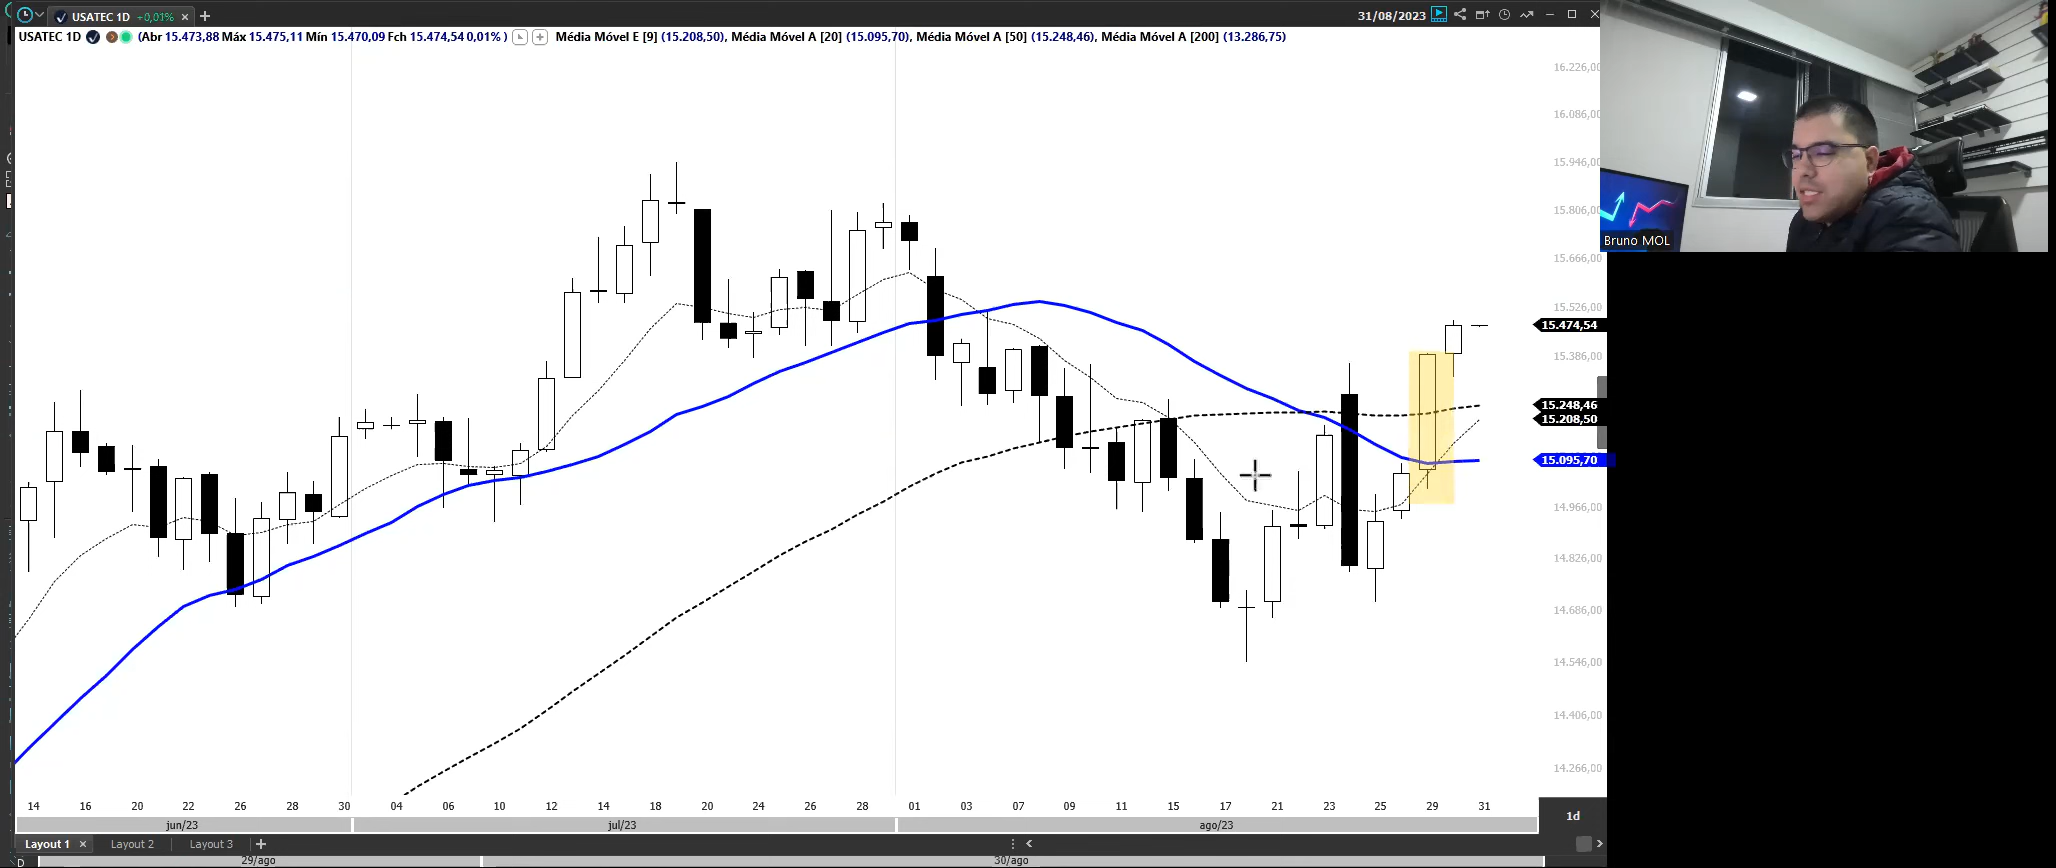 USATEC 1D +0,01% × +
31/08/2023
USATEC 1D (Abr 15.473,88 Máx 15.475,11 Mín 15.470,09 Fch 15.474,54 0,01% ) Média Móvel E [9] (15.208,50), Média Móvel A [20] (15.095,70), Média Móvel A [50] (15.248,46), Média Móvel A [200] (13.286,75)
16.226,00
16.086,00
15.946,00
15.806,00
15.666,00
15.526,00
15.474,54
15.386,00
15.248,46
15.208,50
15.095,70
14.966,00
14.826,00
14.686,00
14.546,00
14.406,00
14.266,00
Bruno MOL
14 16 20 22 26 28 30 04 06 10 12 14 18 20 24 26 28 01 03 07 09 11 15 17 21 23 25 29 31
1d
jun/23 jul/23 ago/23
Layout 1 × Layout 2 Layout 3 +
D 29/ago 30/ago